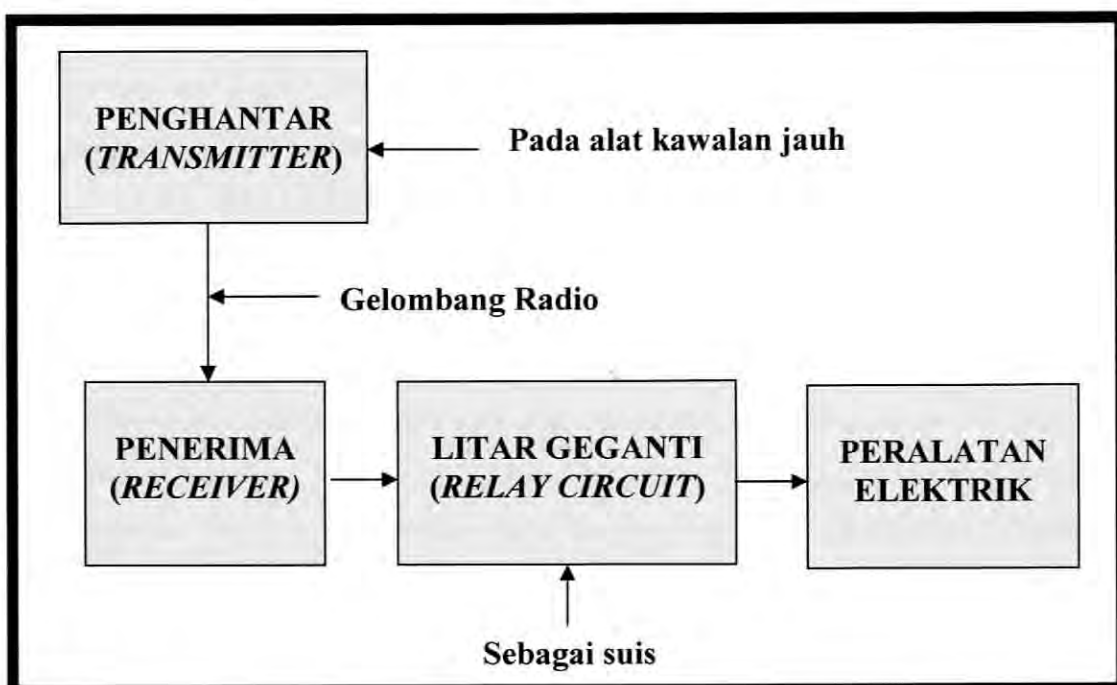 PENGHANTAR
(TRANSMITTER)
Pada alat kawalan jauh
Gelombang Radio
PENERIMA
(RECEIVER)
LITAR GEGANTI
(RELAY CIRCUIT)
PERALATAN
ELEKTRIK
Sebagai suis